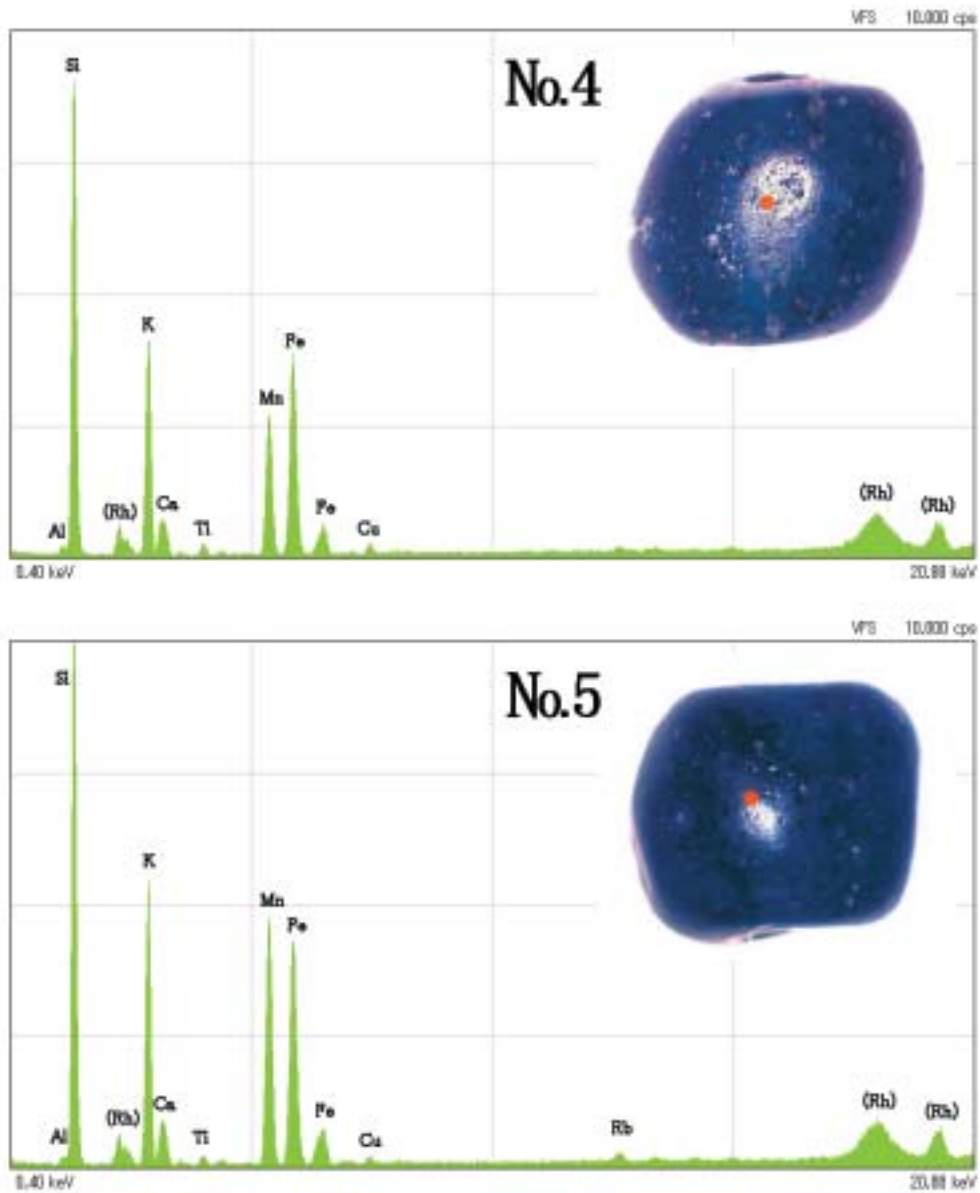 VFS 10.000 cps
No.4
Si
K
Fe
Mn
Al
(Rh)
Ca
Ti
Fe
Cu
(Rh)
(Rh)
0.40 keV
20.88 keV
VFS 10.000 cps
No.5
Si
K
Mn
Fe
Al
(Rh)
Ca
Ti
Fe
Cu
Rb
(Rh)
(Rh)
0.40 keV
20.88 keV